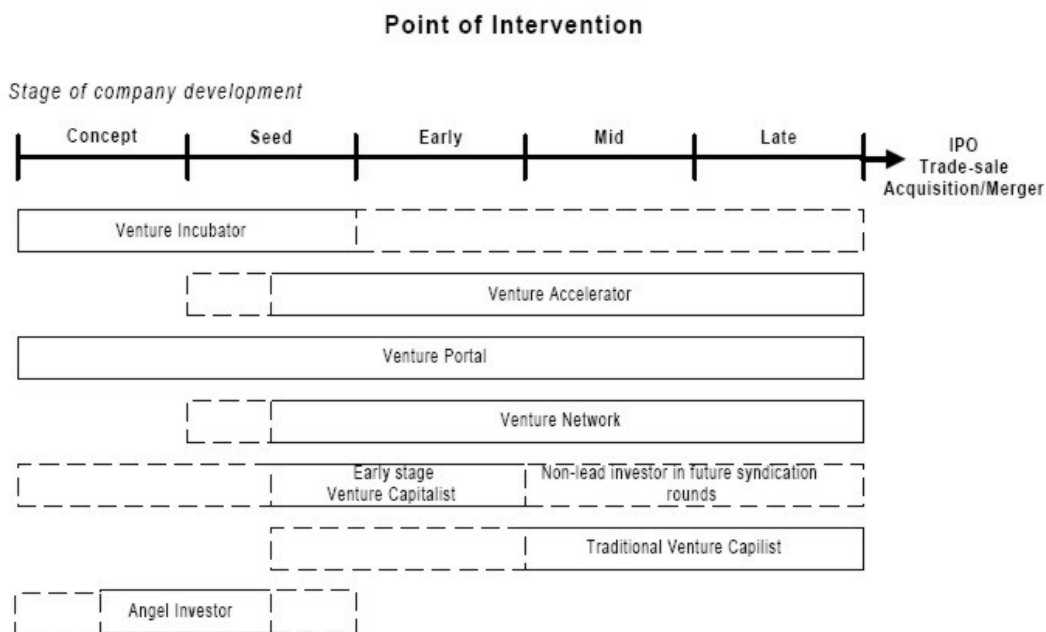 Point of Intervention
Stage of company development
Concept Seed Early Mid Late
IPO
Trade-sale
Acquisition/Merger
Venture Incubator
Venture Accelerator
Venture Portal
Venture Network
Early stage
Venture Capitalist
Non-lead investor in future syndication
rounds
Traditional Venture Capilist
Angel Investor